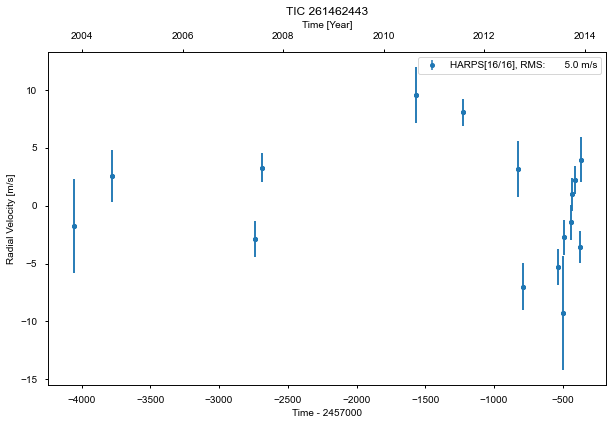 TIC 261462443
Time [Year]
2004 2006 2008 2010 2012 2014
HARPS[16/16], RMS: 5.0 m/s
10
5
0
−5
−10
−15
Radial Velocity [m/s]
−4000 −3500 −3000 −2500 −2000 −1500 −1000 −500
Time - 2457000